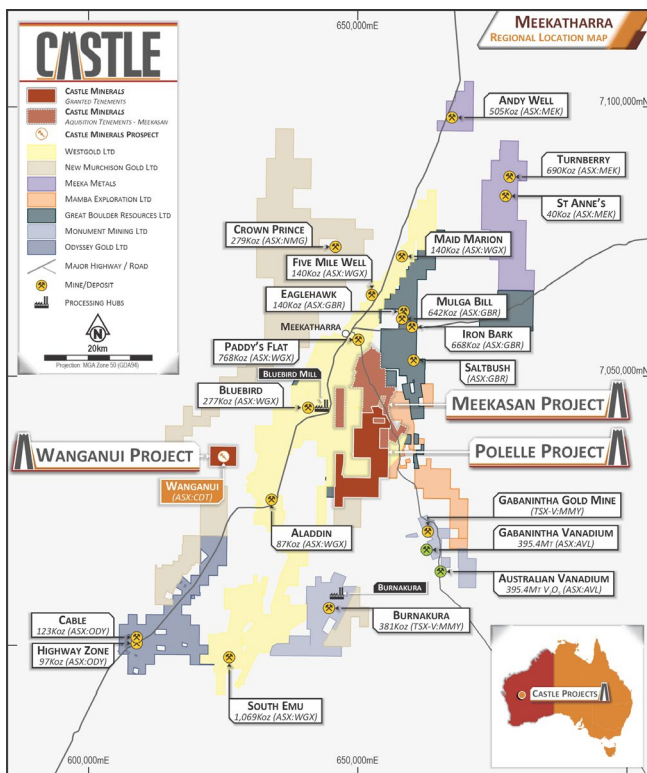 650,000mE
MEEKATHARRA
REGIONAL LOCATION MAP
CASTLE
CASTLE MINERALS
GRANTED TENEMENTS
CASTLE MINERALS
AQUISITION TENEMENTS - MEEKASAN
CASTLE MINERALS PROSPECT
WESTGOLD LTD
NEW MURCHISON GOLD LTD
MEEKA METALS
MAMBA EXPLORATION LTD
GREAT BOULDER RESOURCES LTD
MONUMENT MINING LTD
ODYSSEY GOLD LTD
MAJOR HIGHWAY / ROAD
MINE/DEPOSIT
PROCESSING HUBS
N
20km
Projection: MGA Zone 50 (GDA94)
7,100,000mN
ANDY WELL
505Koz (ASX:MEK)
TURNBERRY
690Koz (ASX:MEK)
ST ANNE'S
40Koz (ASX:MEK)
CROWN PRINCE
279Koz (ASX:NMG)
MAID MARION
140Koz (ASX:WGX)
FIVE MILE WELL
140Koz (ASX:WGX)
EAGLEHAWK
140Koz (ASX:GBR)
MULGA BILL
642Koz (ASX:GBR)
MEEKATHARRA
IRON BARK
668Koz (ASX:GBR)
PADDY'S FLAT
768Koz (ASX:WGX)
SALTBUSH
(ASX:GBR)
7,050,000mN
BLUEBIRD MILL
BLUEBIRD
277Koz (ASX:WGX)
MEEKASAN PROJECT
WANGANUI PROJECT
POLELLE PROJECT
WANGANUI
(ASX:CDT)
GABANINTHA GOLD MINE
(TSX-V:MMY)
ALADDIN
87Koz (ASX:WGX)
GABANINTHA VANADIUM
395.4MT (ASX:AVL)
AUSTRALIAN VANADIUM
395.4MT V₂O₅ (ASX:AVL)
BURNAKURA
BURNAKURA
381Koz (TSX-V:MMY)
CABLE
123Koz (ASX:ODY)
HIGHWAY ZONE
97Koz (ASX:ODY)
SOUTH EMU
1,069Koz (ASX:WGX)
CASTLE PROJECTS
600,000mE
650,000mE